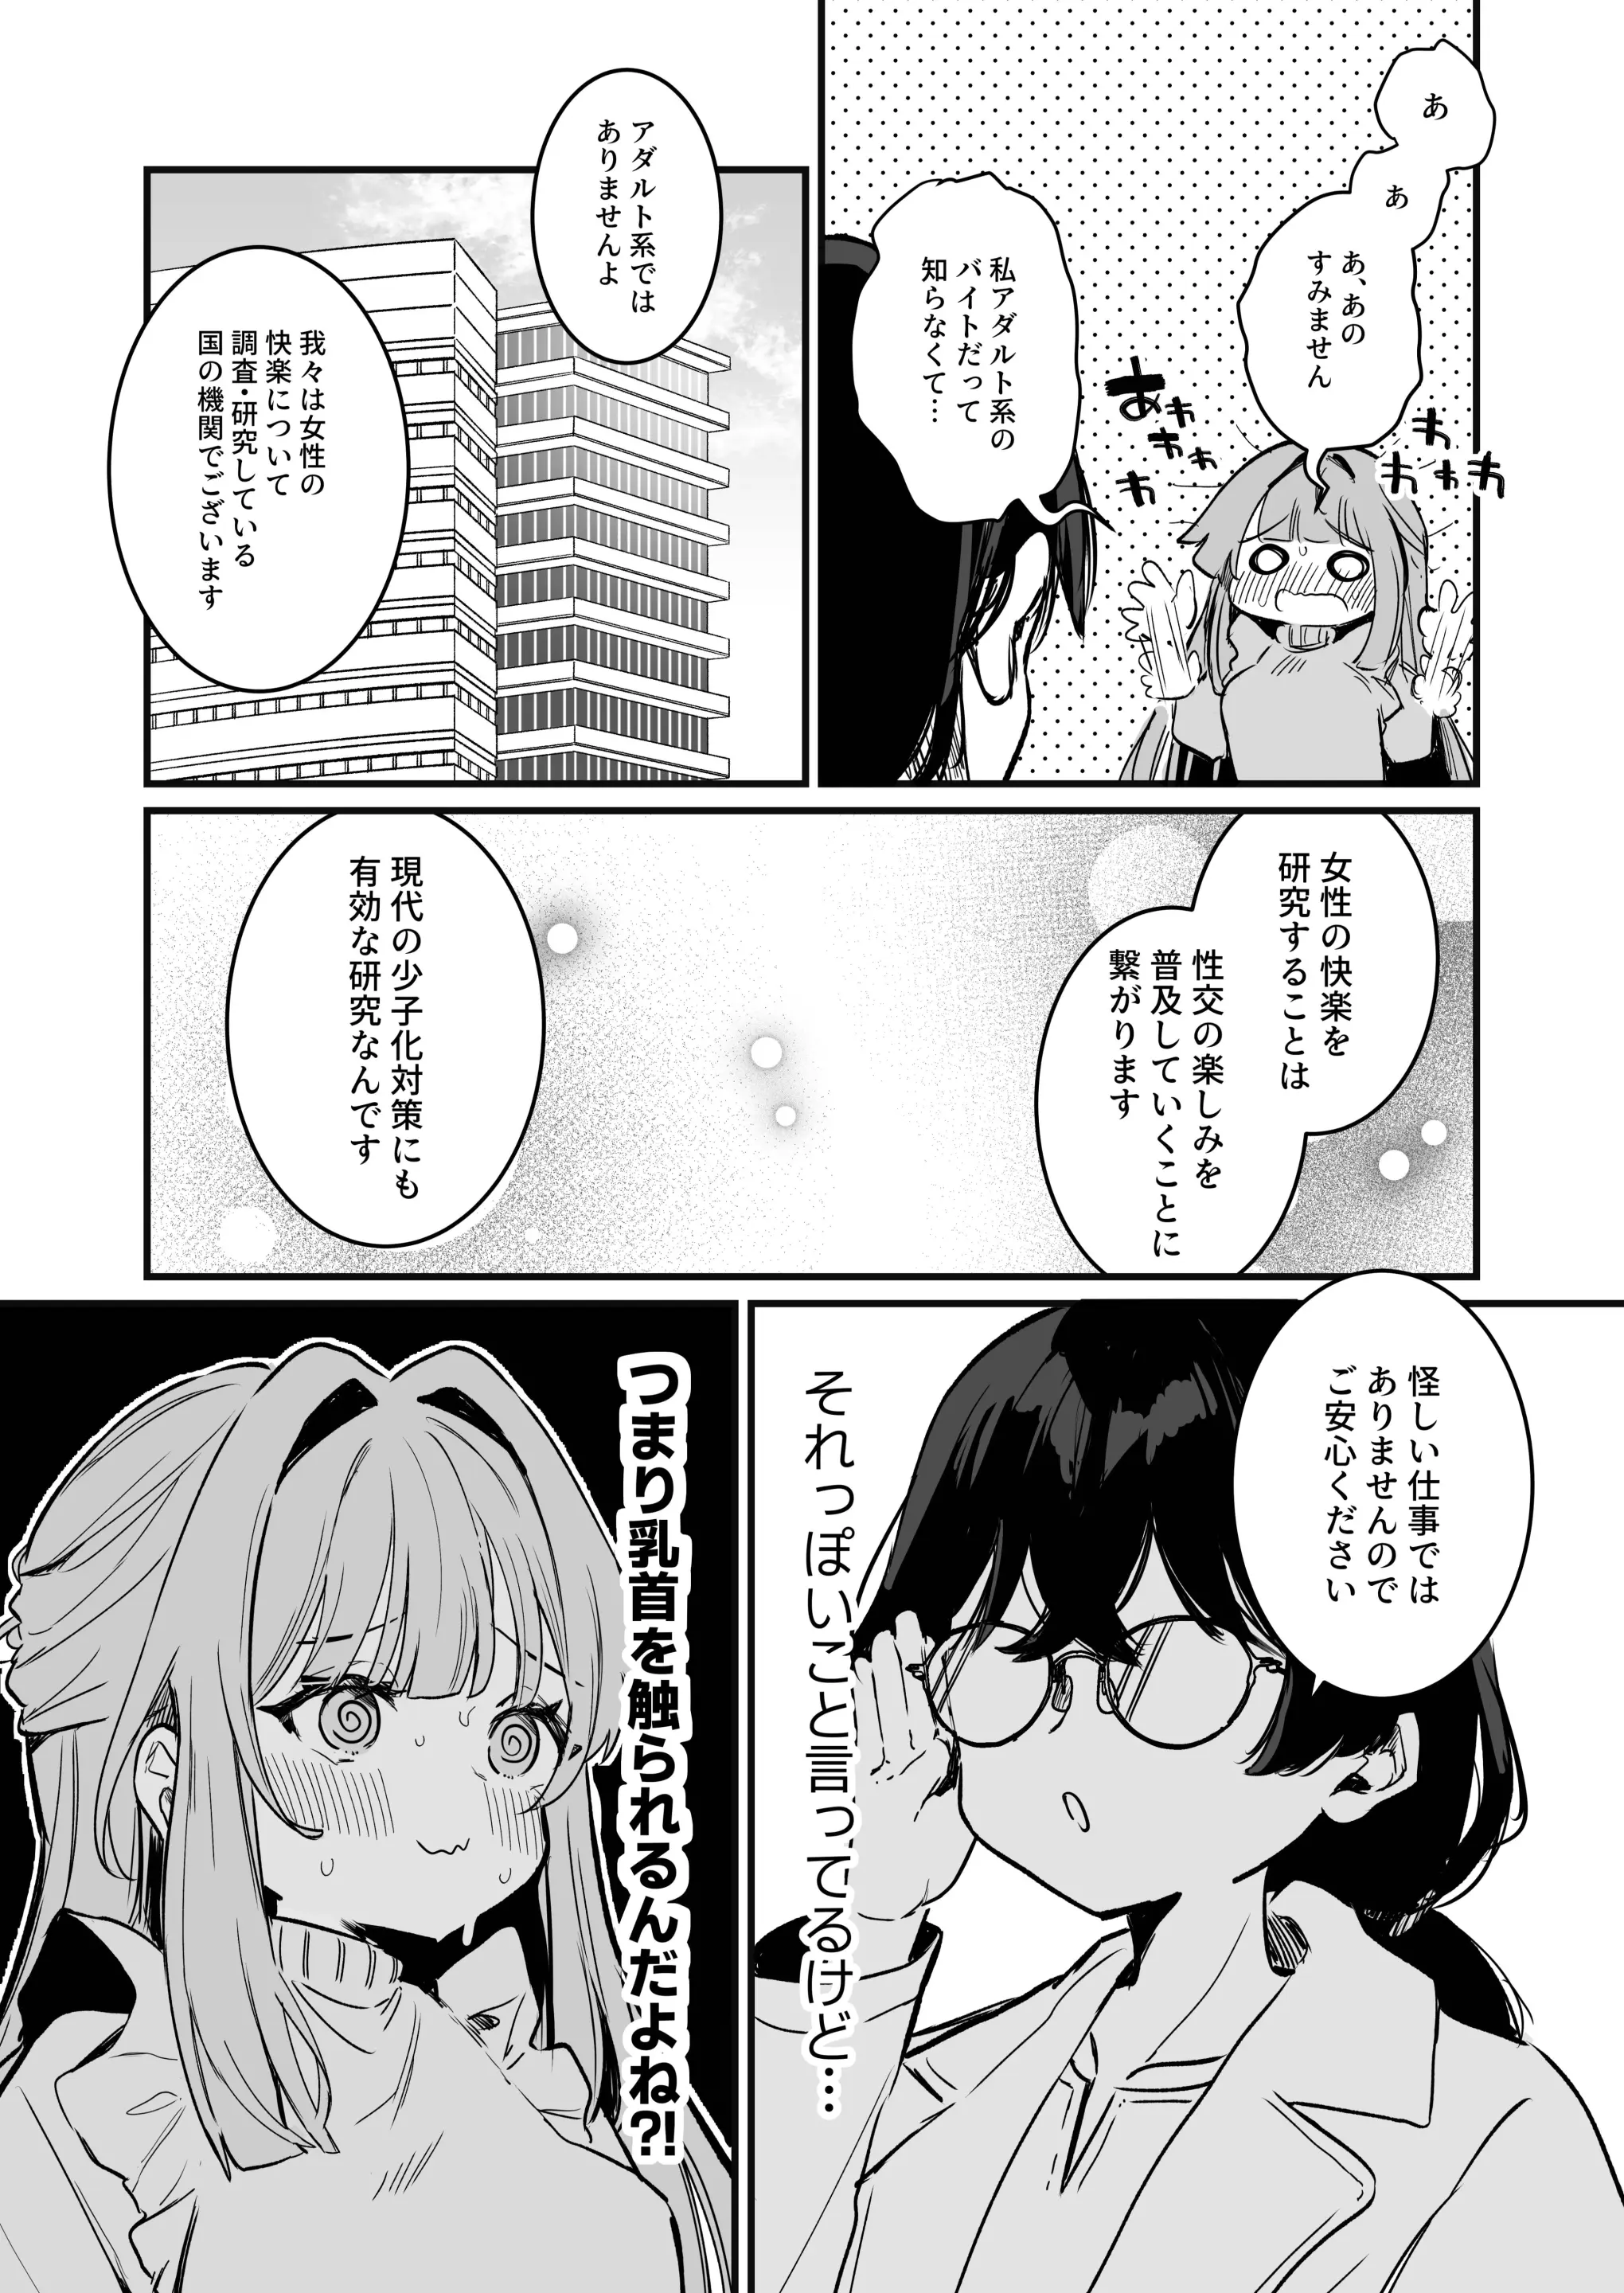 あ
あ
あ、あの
すみません
あわ
わわ
わ
わ
わわわ
私アダルト系の
バイトだって
知らなくて…
アダルト系では
ありませんよ
我々は女性の
快楽について
調査・研究している
国の機関でございます
女性の快楽を
研究することは
性交の楽しみを
普及していくことに
繋がります
現代の少子化対策にも
有効な研究なんです
怪しい仕事では
ありませんので
ご安心ください
それっぽいこと言ってるけど…
つまり乳首を触られるんだよね?!